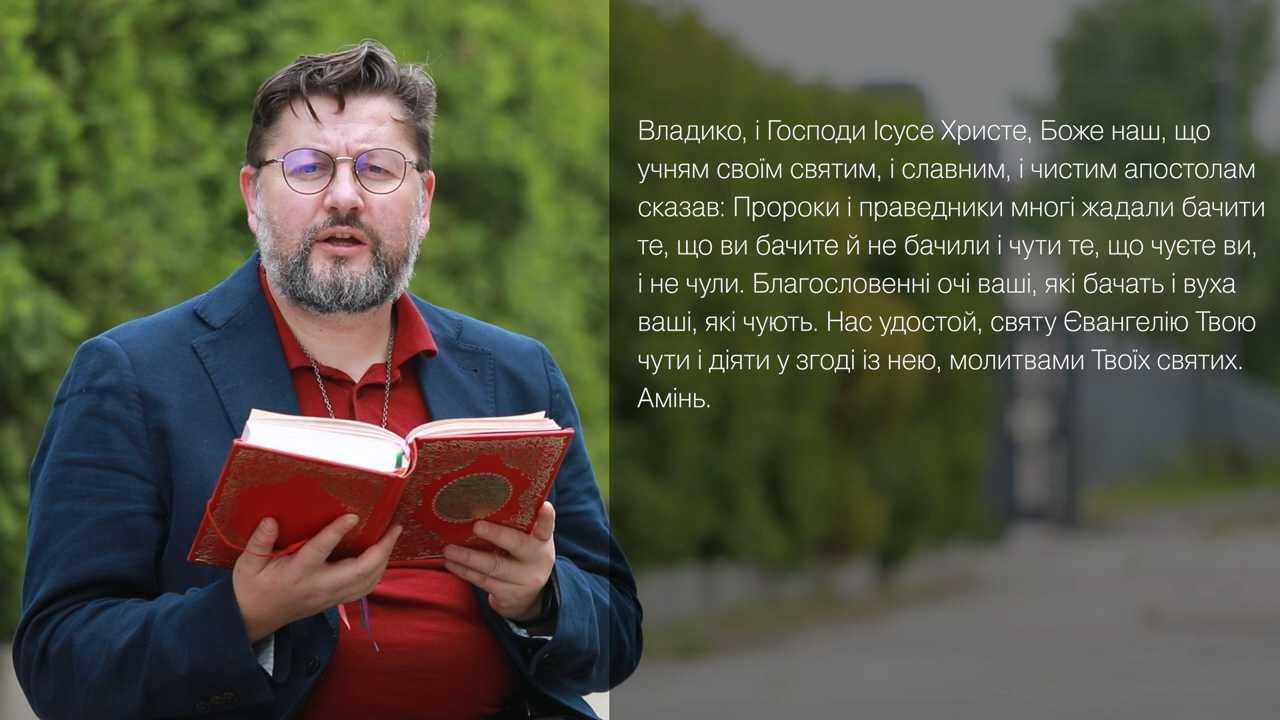 Владико, і Господи Ісусе Христе, Боже наш, що
учням своїм святим, і славним, і чистим апостолам
сказав: Пророки і праведники многі жадали бачити
те, що ви бачите й не бачили і чути те, що чуєте ви,
і не чули. Благословенні очі ваші, які бачать і вуха
ваші, які чують. Нас удостой, святу Євангелію Твою
чути і діяти у згоді із нею, молитвами Твоїх святих.
Амінь.